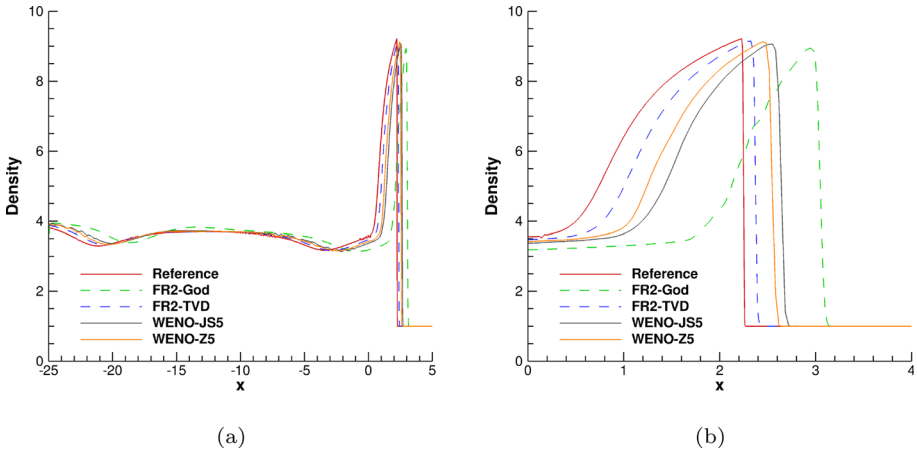 10
8
6
4
2
0
Density
-25
-20
-15
-10
-5
0
5
x
Reference
FR2-God
FR2-TVD
WENO-JS5
WENO-Z5
(a)
10
8
6
4
2
0
Density
0
1
2
3
4
x
Reference
FR2-God
FR2-TVD
WENO-JS5
WENO-Z5
(b)